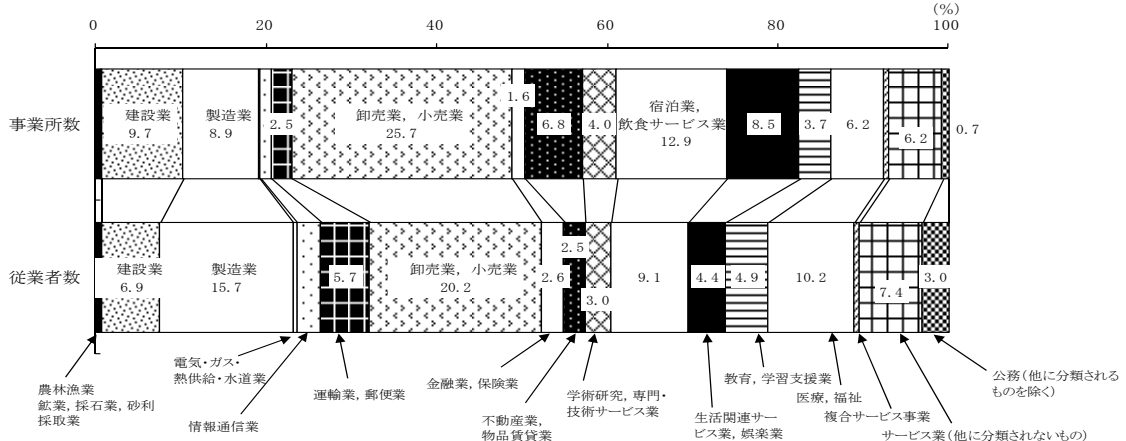 (%)
0 20 40 60 80 100
事業所数
建設業
9.7
製造業
8.9
2.5
卸売業，小売業
25.7
1.6
6.8
4.0
宿泊業，
飲食サービス業
12.9
8.5
3.7
6.2
6.2
0.7
従業者数
建設業
6.9
製造業
15.7
5.7
卸売業，小売業
20.2
2.6
2.5
3.0
9.1
4.4
4.9
10.2
7.4
3.0
農林漁業
鉱業，採石業，砂利
採取業
電気・ガス・
熱供給・水道業
情報通信業
運輸業，郵便業
金融業，保険業
不動産業，
物品賃貸業
学術研究，専門・
技術サービス業
生活関連サー
ビス業，娯楽業
教育，学習支援業
医療，福祉
複合サービス事業
サービス業(他に分類されないもの)
公務(他に分類される
ものを除く)